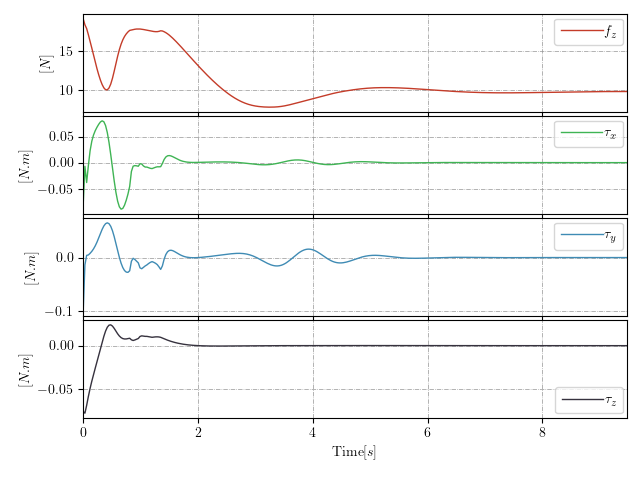 [N]
15
10
f_z
[N.m]
0.05
0.00
−0.05
τ_x
[N.m]
0.0
−0.1
τ_y
[N.m]
0.00
−0.05
τ_z
0 2 4 6 8
Time[s]